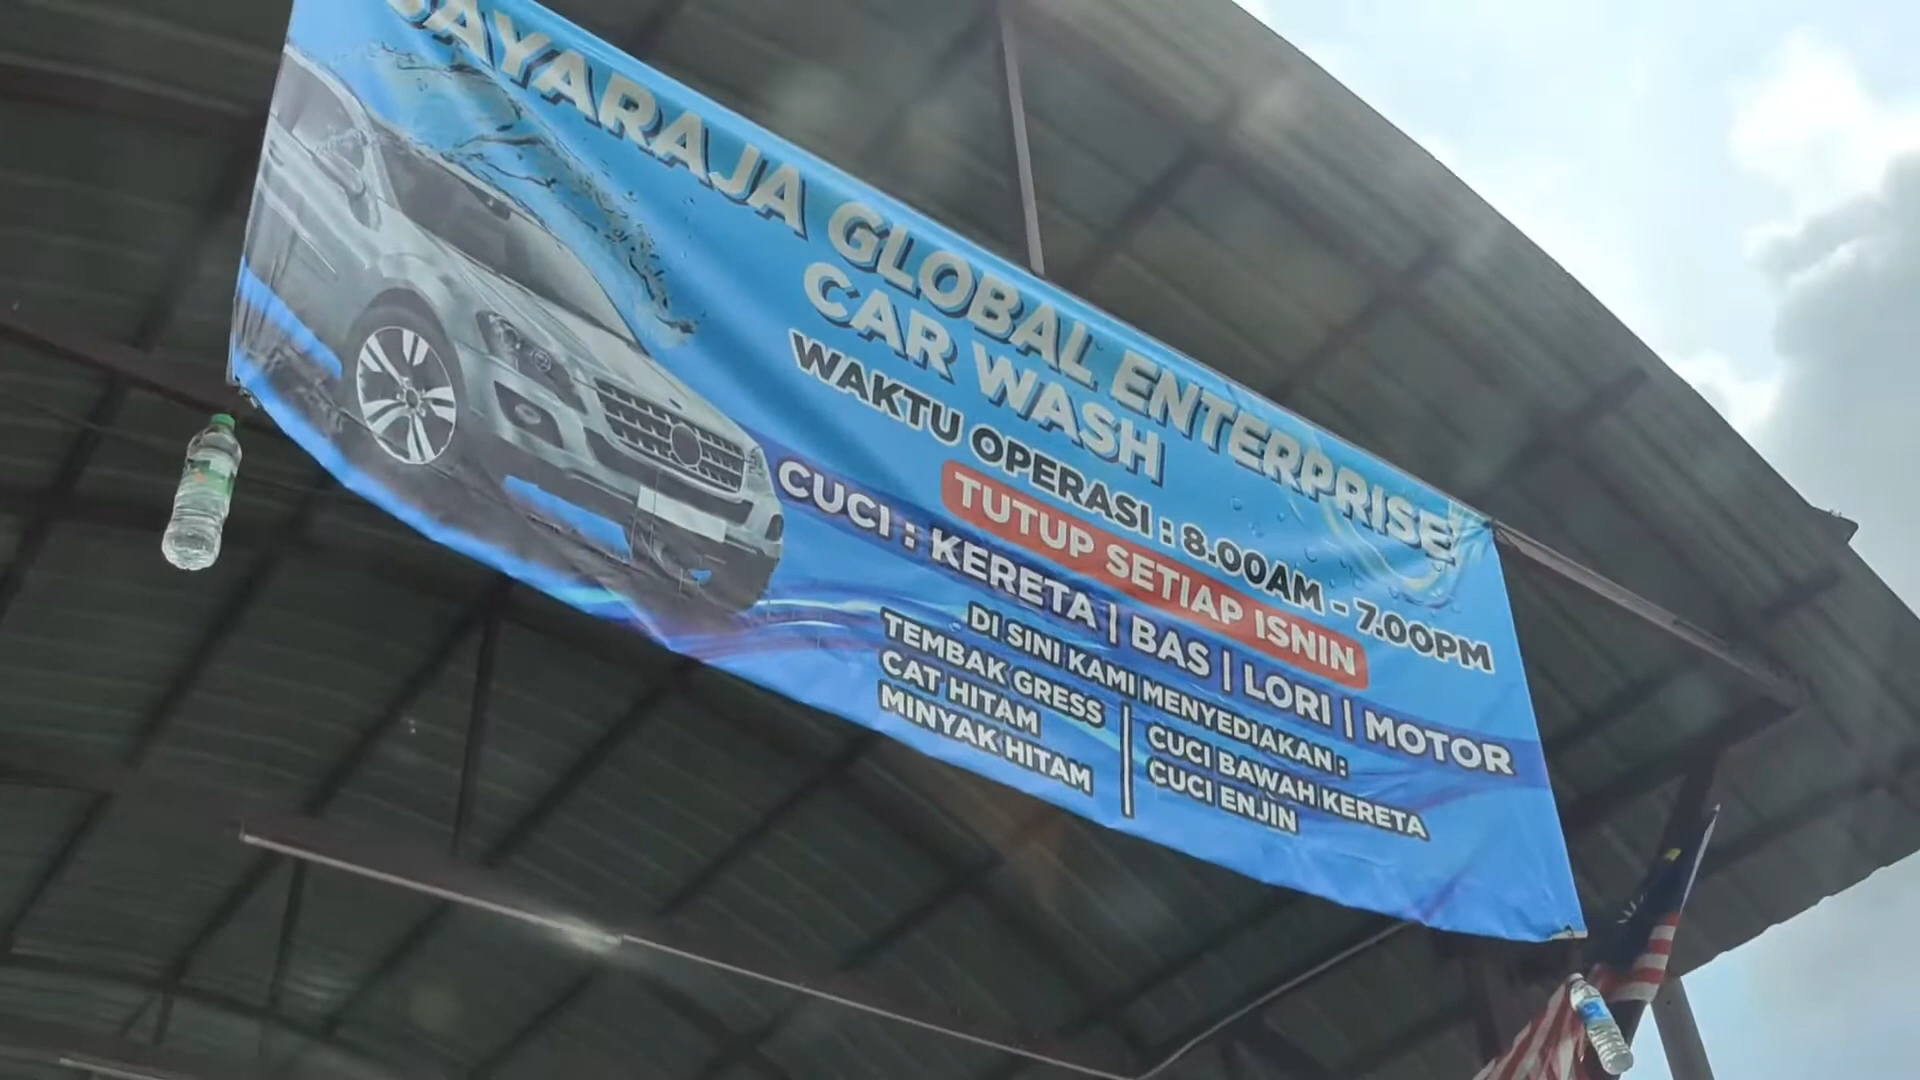 GLOBAL ENTERPRISE
CAR WASH
WAKTU OPERASI : 8.00AM - 7.00PM
TUTUP SETIAP ISNIN
CUCI : KERETA | BAS | LORI | MOTOR
DI SINI KAMI MENYEDIAKAN :
TEMBAK GRESS
CAT HITAM
MINYAK HITAM
CUCI BAWAH KERETA
CUCI ENJIN